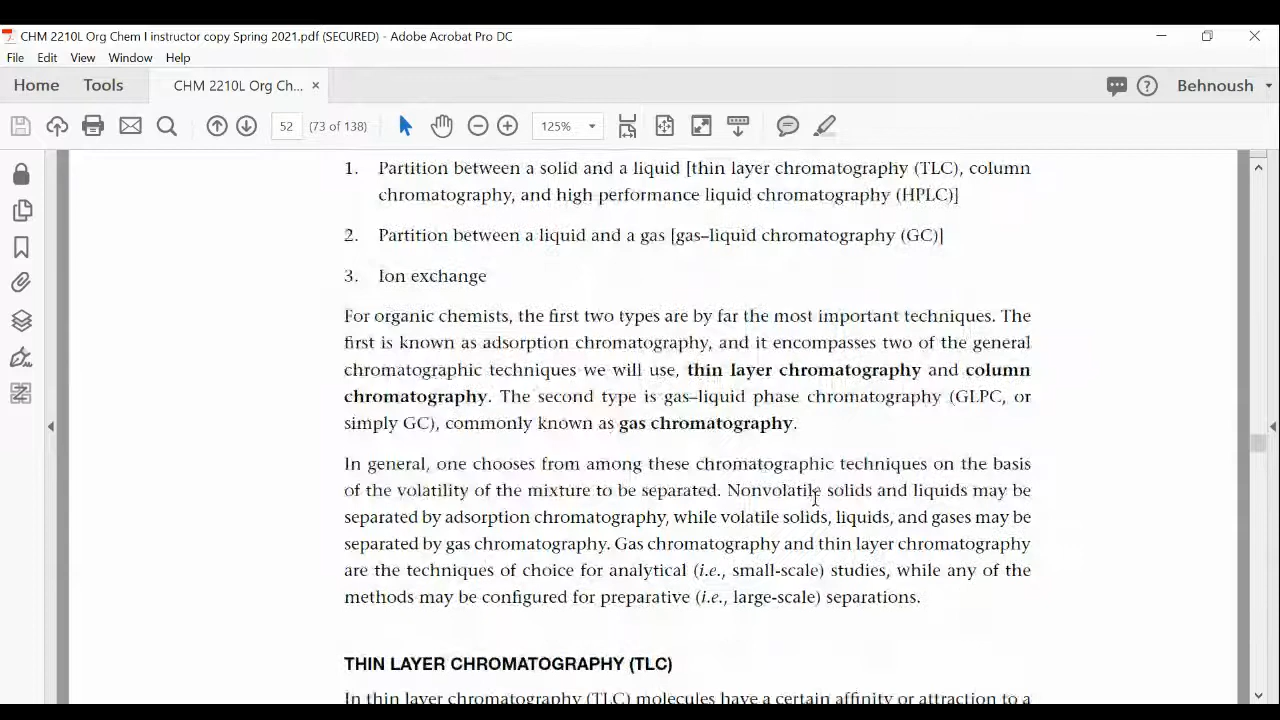 CHM 2210L Org Chem I instructor copy Spring 2021.pdf (SECURED) - Adobe Acrobat Pro DC
File Edit View Window Help
Home Tools CHM 2210L Org Ch... × Behnoush
52 (73 of 138) 125%
1. Partition between a solid and a liquid [thin layer chromatography (TLC), column
chromatography, and high performance liquid chromatography (HPLC)]
2. Partition between a liquid and a gas [gas–liquid chromatography (GC)]
3. Ion exchange
For organic chemists, the first two types are by far the most important techniques. The
first is known as adsorption chromatography, and it encompasses two of the general
chromatographic techniques we will use, thin layer chromatography and column
chromatography. The second type is gas–liquid phase chromatography (GLPC, or
simply GC), commonly known as gas chromatography.
In general, one chooses from among these chromatographic techniques on the basis
of the volatility of the mixture to be separated. Nonvolatile solids and liquids may be
separated by adsorption chromatography, while volatile solids, liquids, and gases may be
separated by gas chromatography. Gas chromatography and thin layer chromatography
are the techniques of choice for analytical (i.e., small-scale) studies, while any of the
methods may be configured for preparative (i.e., large-scale) separations.
THIN LAYER CHROMATOGRAPHY (TLC)
In thin layer chromatography (TLC) molecules have a certain affinity or attraction to a